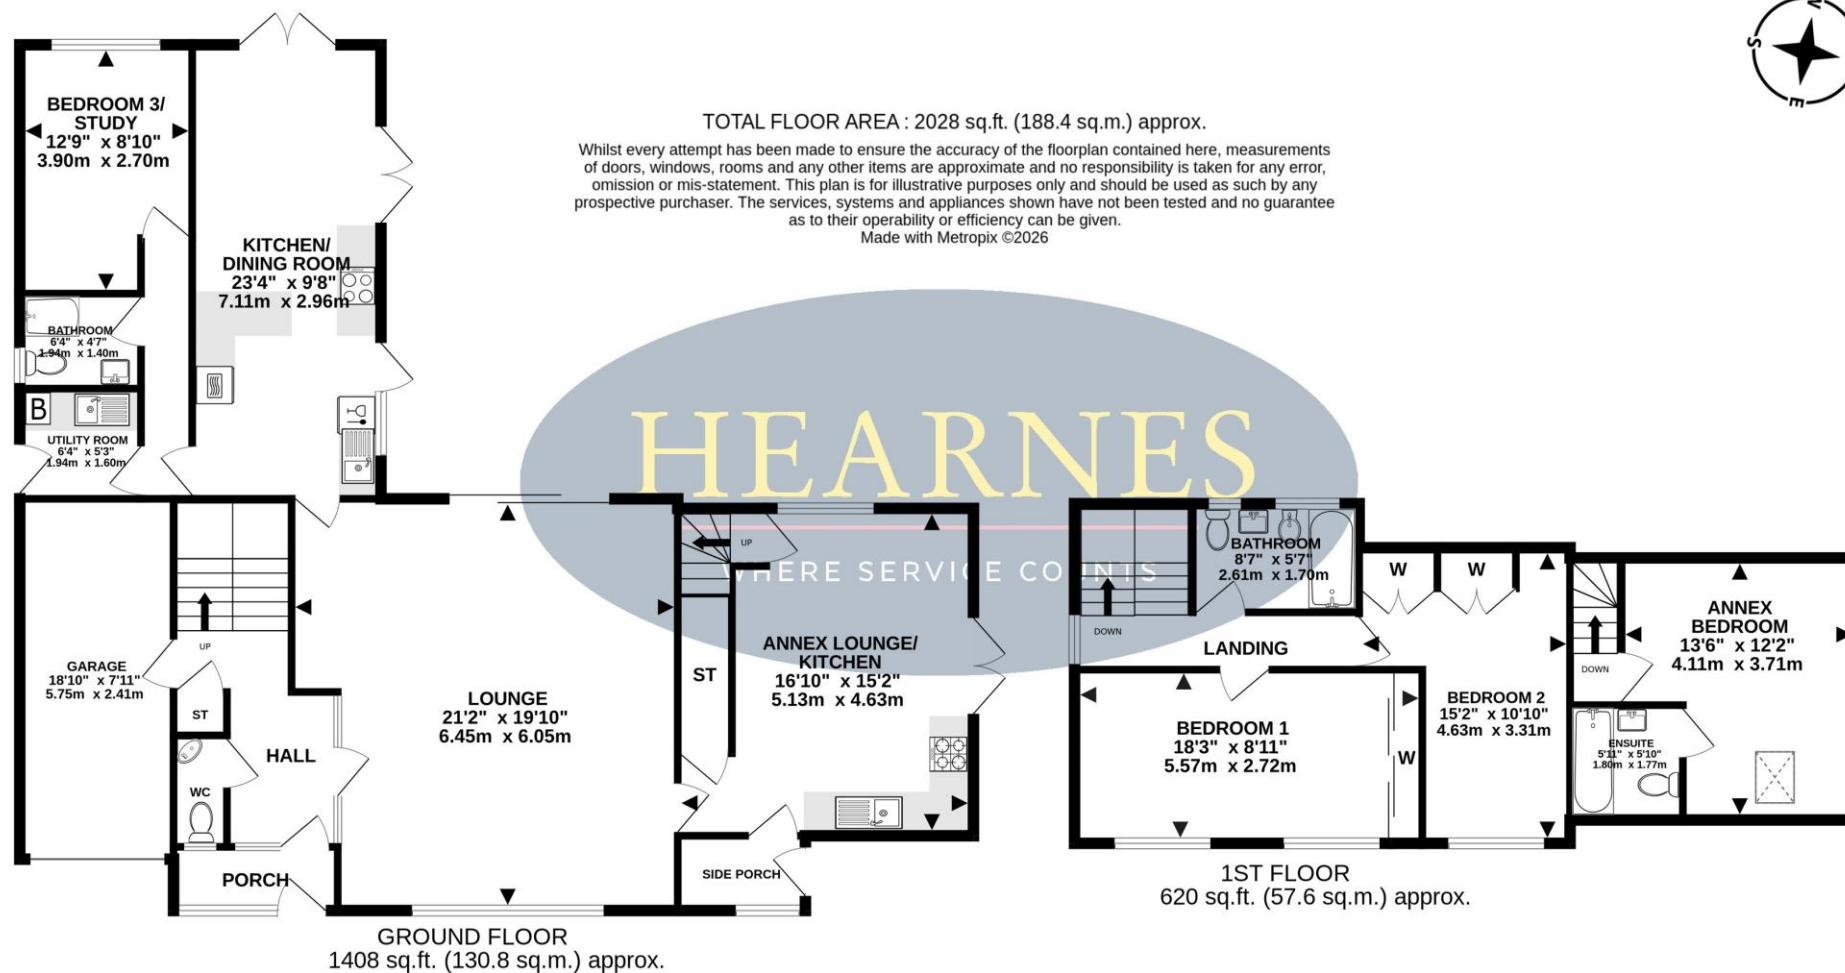 TOTAL FLOOR AREA : 2028 sq.ft. (188.4 sq.m.) approx.
Whilst every attempt has been made to ensure the accuracy of the floorplan contained here, measurements
of doors, windows, rooms and any other items are approximate and no responsibility is taken for any error,
omission or mis-statement. This plan is for illustrative purposes only and should be used as such by any
prospective purchaser. The services, systems and appliances shown have not been tested and no guarantee
as to their operability or efficiency can be given.
Made with Metropix ©2026
N
S
E
BEDROOM 3/
STUDY
12'9" x 8'10"
3.90m x 2.70m
KITCHEN/
DINING ROOM
23'4" x 9'8"
7.11m x 2.96m
BATHROOM
6'4" x 4'7"
1.94m x 1.40m
B
UTILITY ROOM
6'4" x 5'3"
1.94m x 1.60m
HEARNES
WHERE SERVICE COUNTS
GARAGE
18'10" x 7'11"
5.75m x 2.41m
UP
ST
WC
HALL
PORCH
LOUNGE
21'2" x 19'10"
6.45m x 6.05m
UP
ST
ANNEX LOUNGE/
KITCHEN
16'10" x 15'2"
5.13m x 4.63m
SIDE PORCH
GROUND FLOOR
1408 sq.ft. (130.8 sq.m.) approx.
BATHROOM
8'7" x 5'7"
2.61m x 1.70m
DOWN
LANDING
W
W
BEDROOM 1
18'3" x 8'11"
5.57m x 2.72m
W
BEDROOM 2
15'2" x 10'10"
4.63m x 3.31m
DOWN
ANNEX
BEDROOM
13'6" x 12'2"
4.11m x 3.71m
ENSUITE
5'11" x 5'10"
1.80m x 1.77m
1ST FLOOR
620 sq.ft. (57.6 sq.m.) approx.